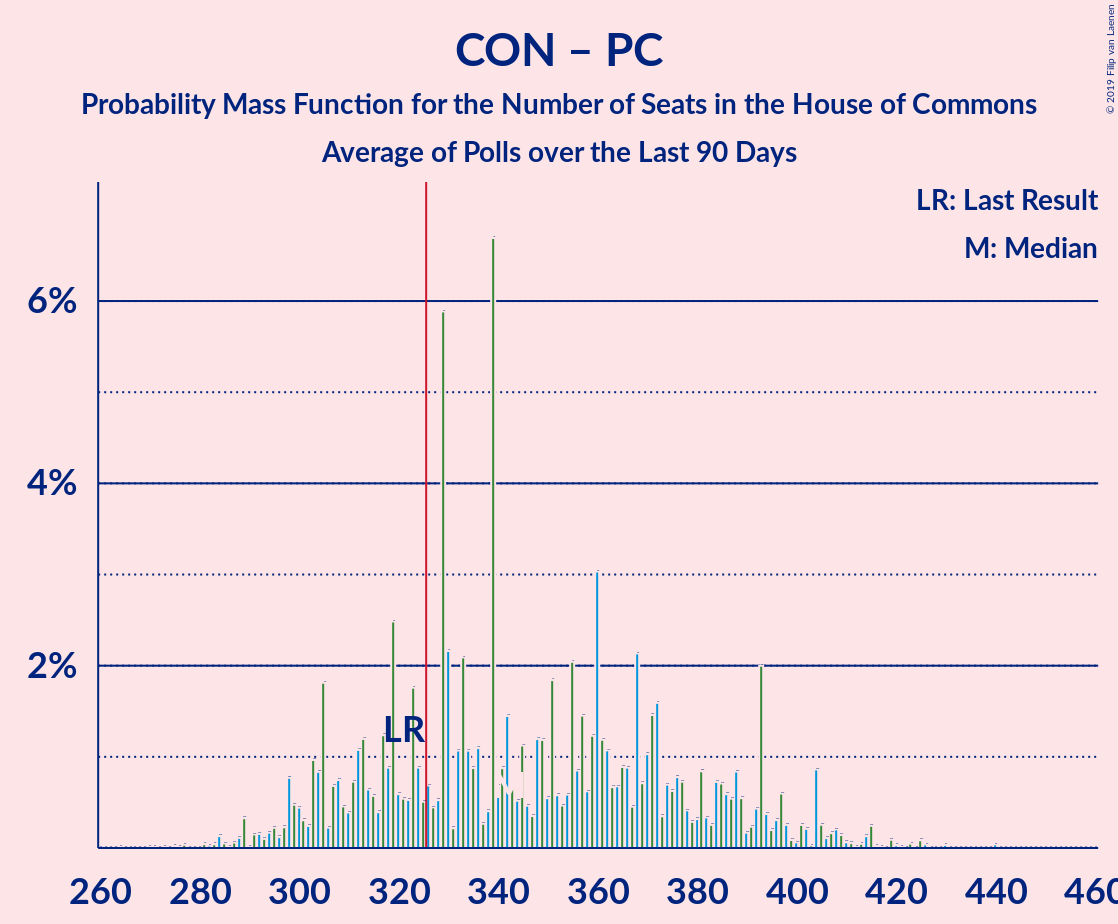 CON – PC
Probability Mass Function for the Number of Seats in the House of Commons
Average of Polls over the Last 90 Days
© 2019 Filip van Laenen
LR: Last Result
M: Median
6%
4%
2%
LR
M
260 280 300 320 340 360 380 400 420 440 460